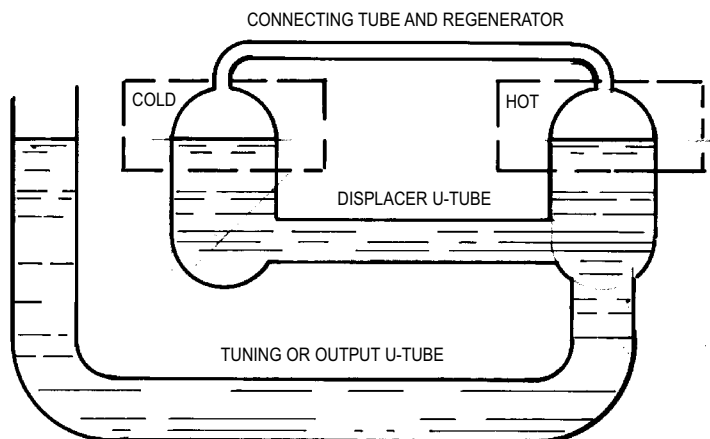 CONNECTING TUBE AND REGENERATOR
COLD
HOT
DISPLACER U-TUBE
TUNING OR OUTPUT U-TUBE